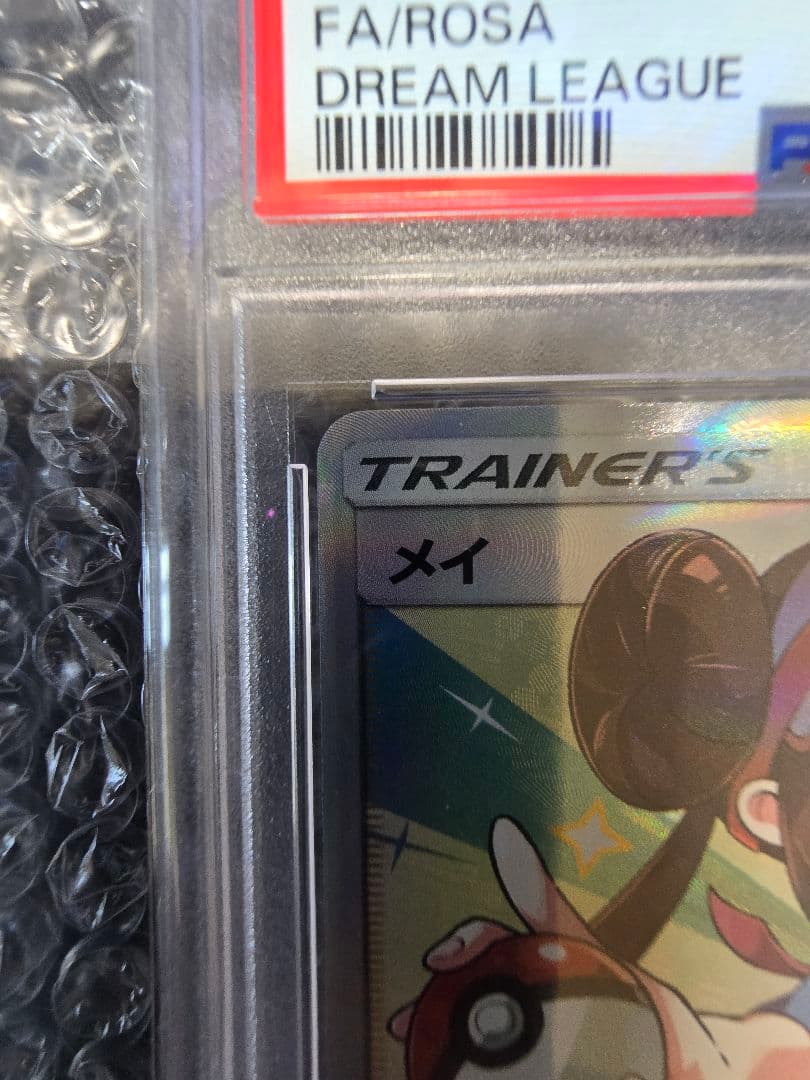 FA/ROSA
DREAM LEAGUE
TRAINER'S
メイ